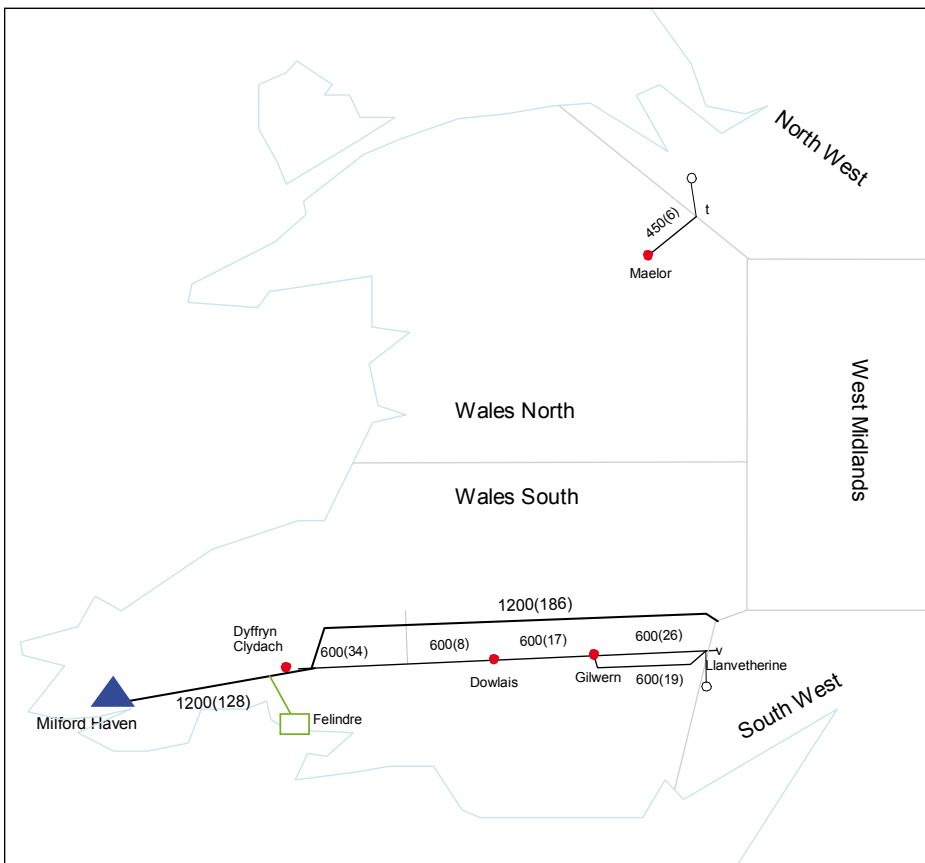 North West
450(6)
t
Maelor
West Midlands
Wales North
Wales South
1200(186)
Dyffryn
Clydach
600(34)
600(8)
600(17)
600(26)
v
Llanvetherine
Dowlais
Gilwern
600(19)
1200(128)
Milford Haven
Felindre
South West